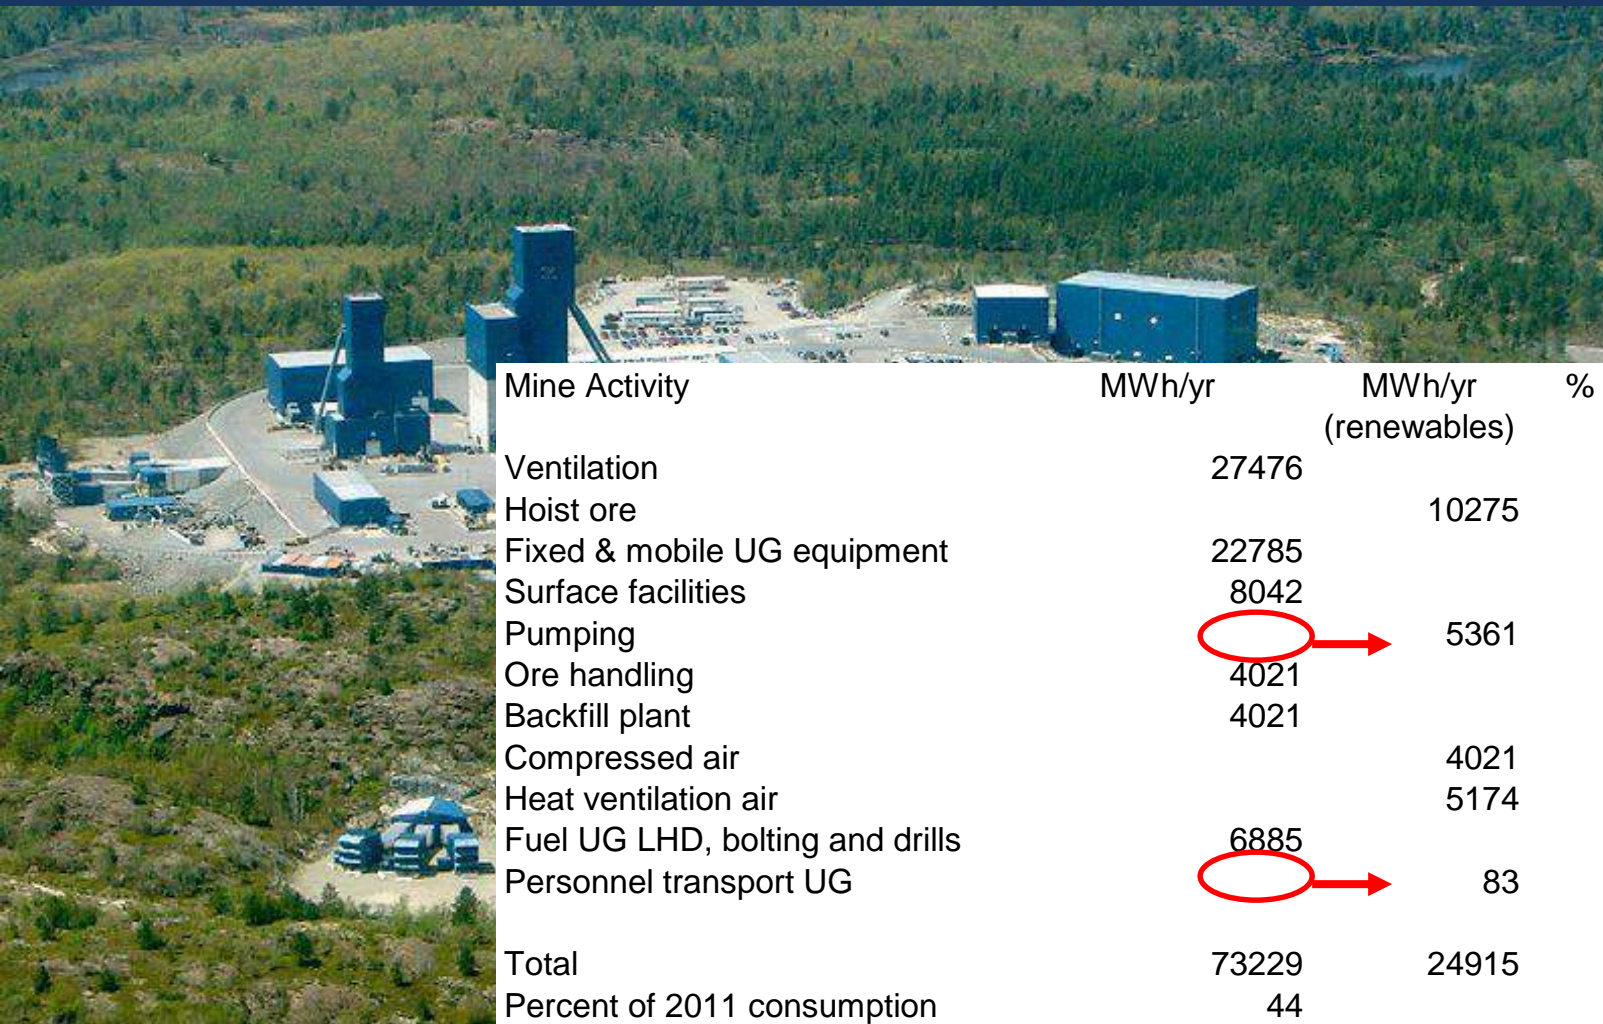 Mine Activity MWh/yr MWh/yr %
(renewables)
Ventilation 27476
Hoist ore 10275
Fixed & mobile UG equipment 22785
Surface facilities 8042
Pumping 5361
Ore handling 4021
Backfill plant 4021
Compressed air 4021
Heat ventilation air 5174
Fuel UG LHD, bolting and drills 6885
Personnel transport UG 83
Total 73229 24915
Percent of 2011 consumption 44